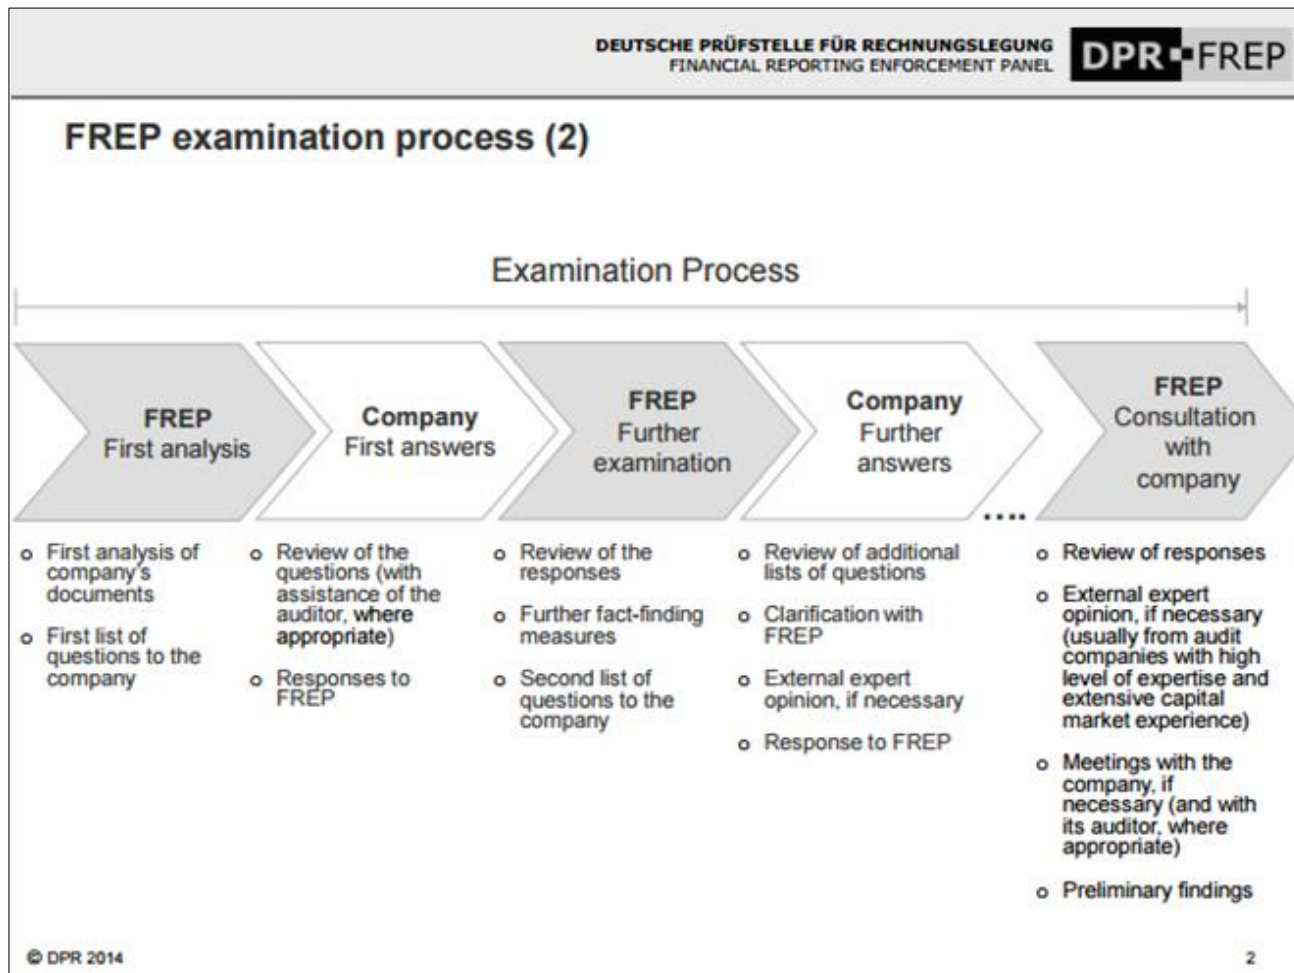 DEUTSCHE PRÜFSTELLE FÜR RECHNUNGSLEGUNG
FINANCIAL REPORTING ENFORCEMENT PANEL
DPR FREP
FREP examination process (2)
Examination Process
FREP
First analysis
Company
First answers
FREP
Further
examination
Company
Further
answers
....
FREP
Consultation
with
company
o First analysis of
company's
documents
o First list of
questions to the
company
o Review of the
questions (with
assistance of the
auditor, where
appropriate)
o Responses to
FREP
o Review of the
responses
o Further fact-finding
measures
o Second list of
questions to the
company
o Review of additional
lists of questions
o Clarification with
FREP
o External expert
opinion, if necessary
o Response to FREP
o Review of responses
o External expert
opinion, if necessary
(usually from audit
companies with high
level of expertise and
extensive capital
market experience)
o Meetings with the
company, if
necessary (and with
its auditor, where
appropriate)
o Preliminary findings
© DPR 2014
2